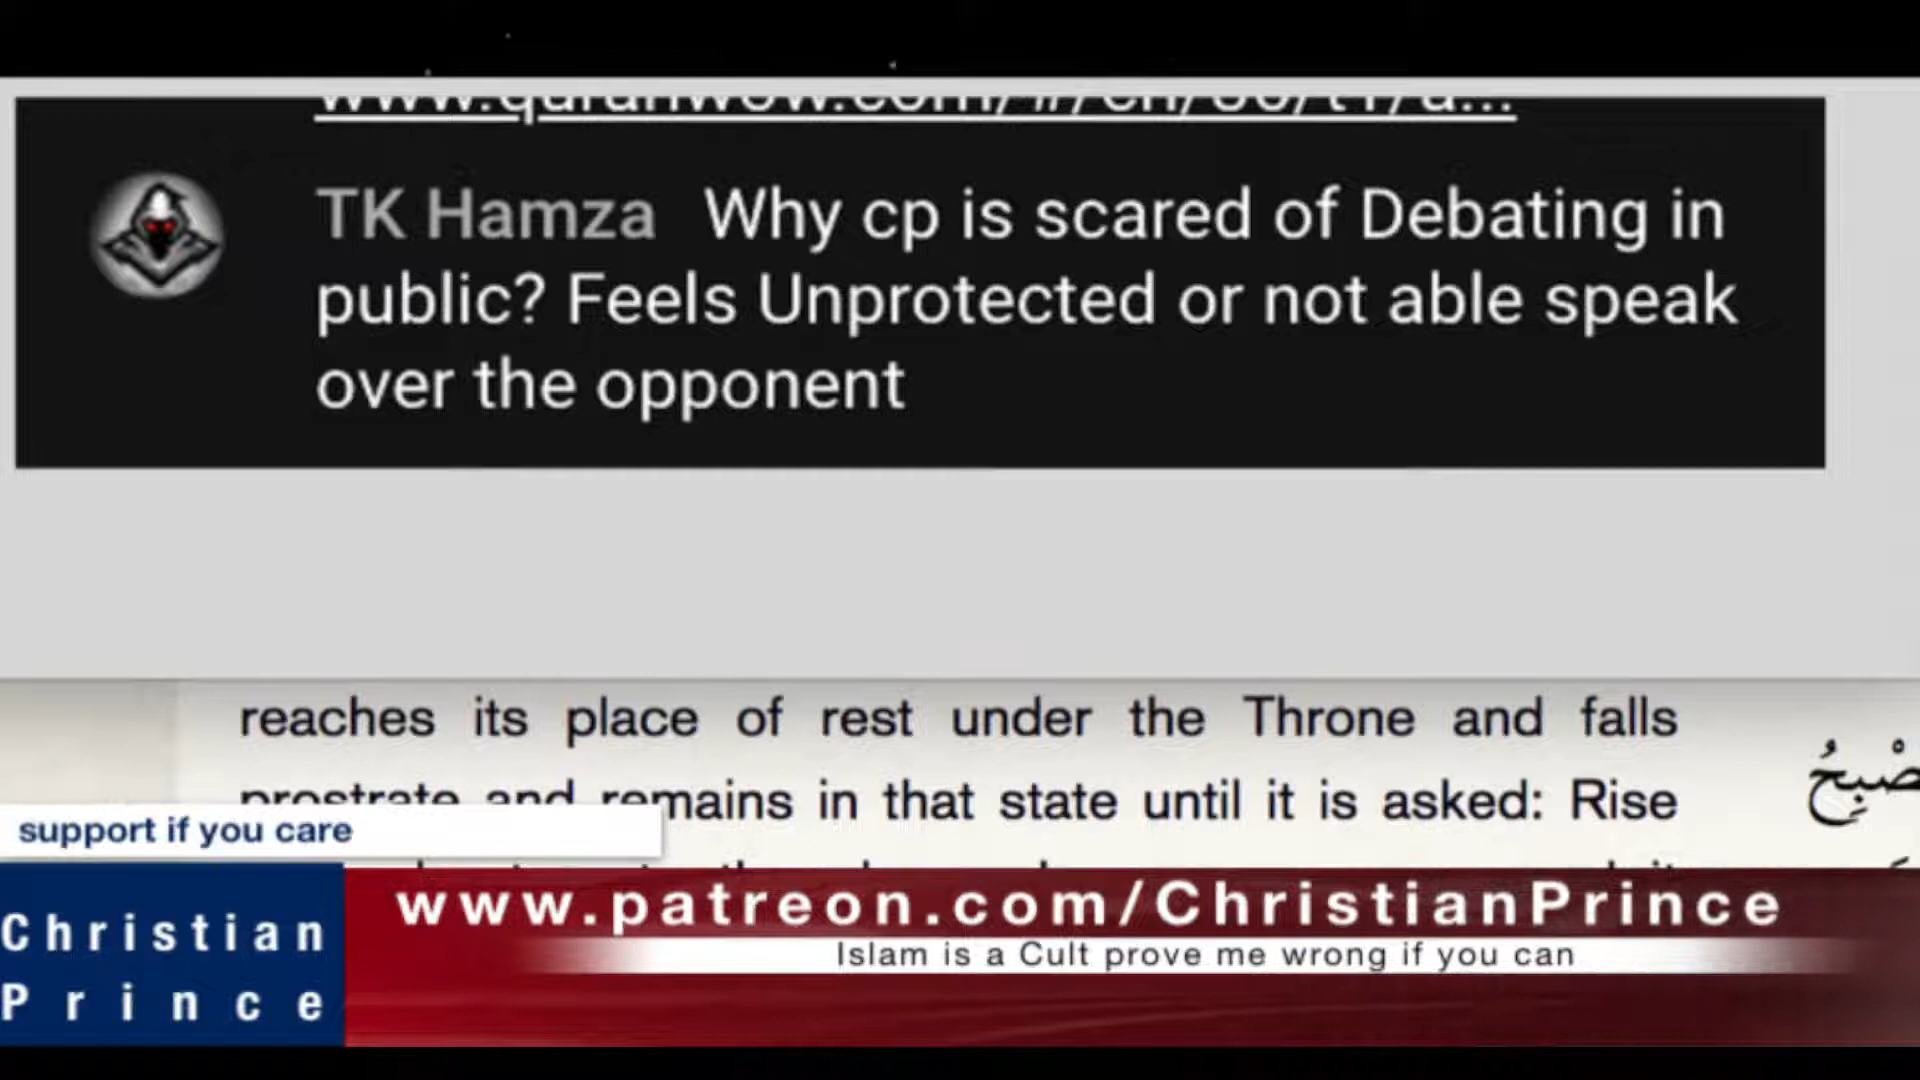 TK Hamza Why cp is scared of Debating in
public? Feels Unprotected or not able speak
over the opponent
reaches its place of rest under the Throne and falls
prostrate and remains in that state until it is asked: Rise
support if you care
Christian
Prince
www.patreon.com/ChristianPrince
Islam is a Cult prove me wrong if you can